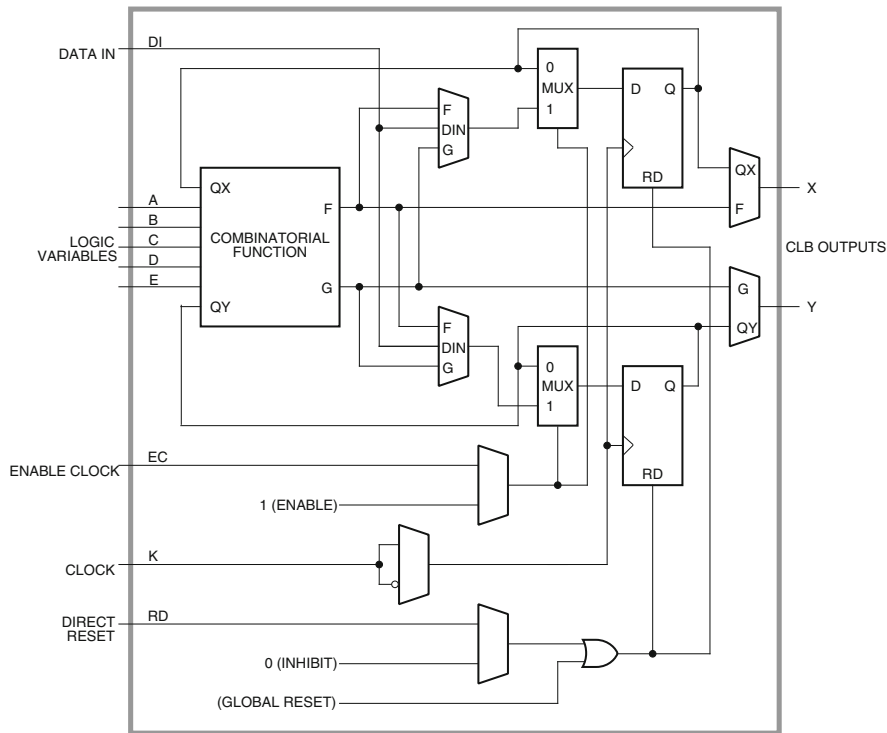 DATA IN
DI
0
MUX
1
D
Q
RD
F
DIN
G
QX
F
X
QX
A
B
LOGIC
VARIABLES
C
D
E
QY
COMBINATORIAL
FUNCTION
F
G
CLB OUTPUTS
G
QY
Y
F
DIN
G
0
MUX
1
D
Q
RD
ENABLE CLOCK
EC
1 (ENABLE)
CLOCK
K
DIRECT
RESET
RD
0 (INHIBIT)
(GLOBAL RESET)